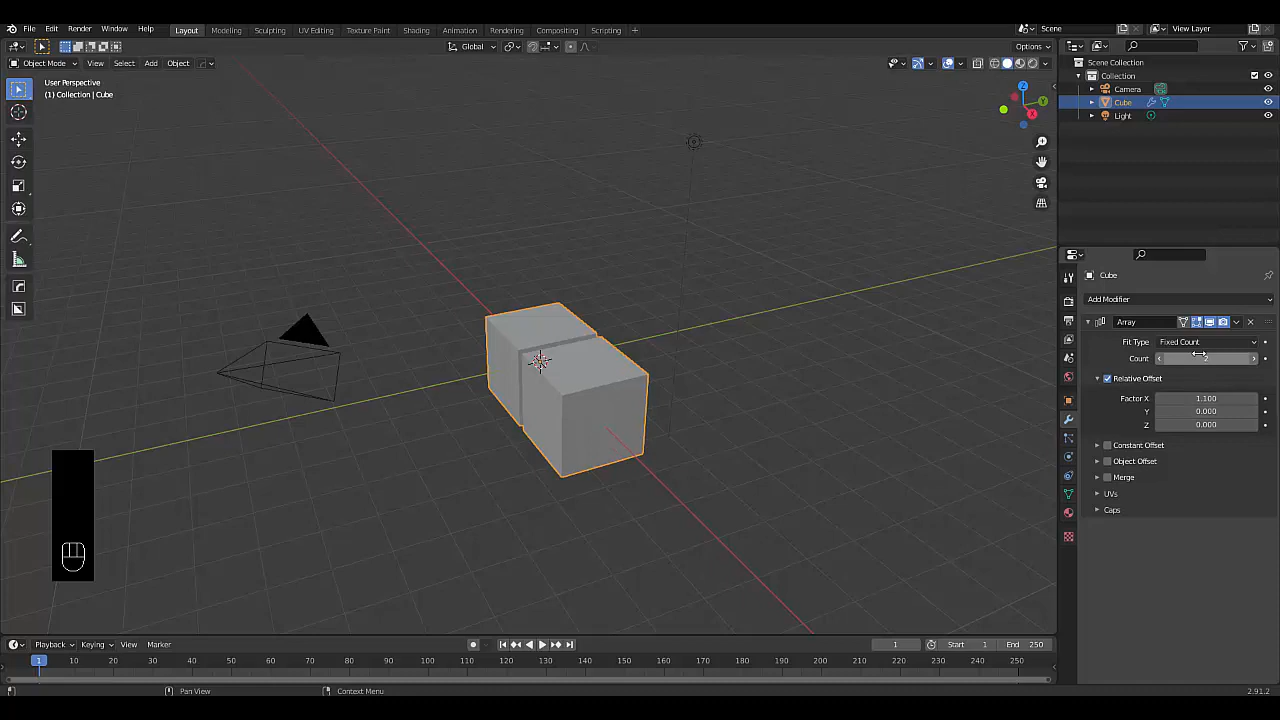 File Edit Render Window Help Layout Modeling Sculpting UV Editing Texture Paint Shading Animation Rendering Compositing Scripting + Scene View Layer
Global Options
Object Mode View Select Add Object
User Perspective
(1) Collection | Cube
Scene Collection
Collection
Camera
Cube
Light
Z
Y
X
Cube
Add Modifier
Array
Fit Type Fixed Count
Count
Relative Offset
Factor X 1.100
Y 0.000
Z 0.000
Constant Offset
Object Offset
Merge
UVs
Caps
Playback Keying View Marker 1 Start 1 End 250
1 10 20 30 40 50 60 70 80 90 100 110 120 130 140 150 160 170 180 190 200 210 220 230 240 250
Pan View Context Menu 2.91.2